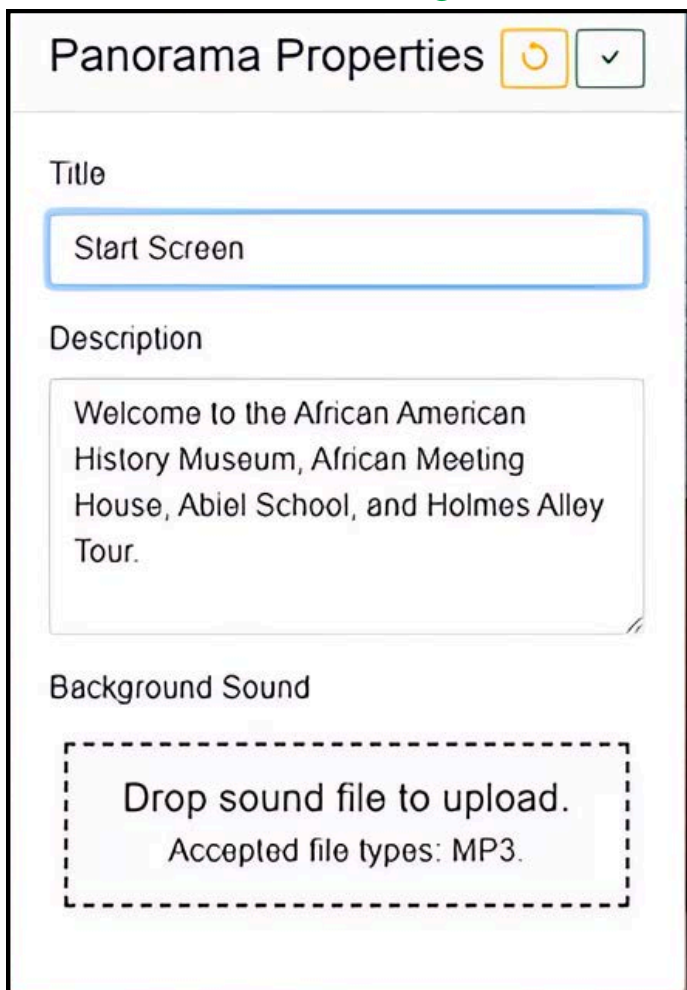 Panorama Properties
Title
Start Screen
Description
Welcome to the African American
History Museum, African Meeting
House, Abiel School, and Holmes Alley
Tour.
Background Sound
Drop sound file to upload.
Accepted file types: MP3.